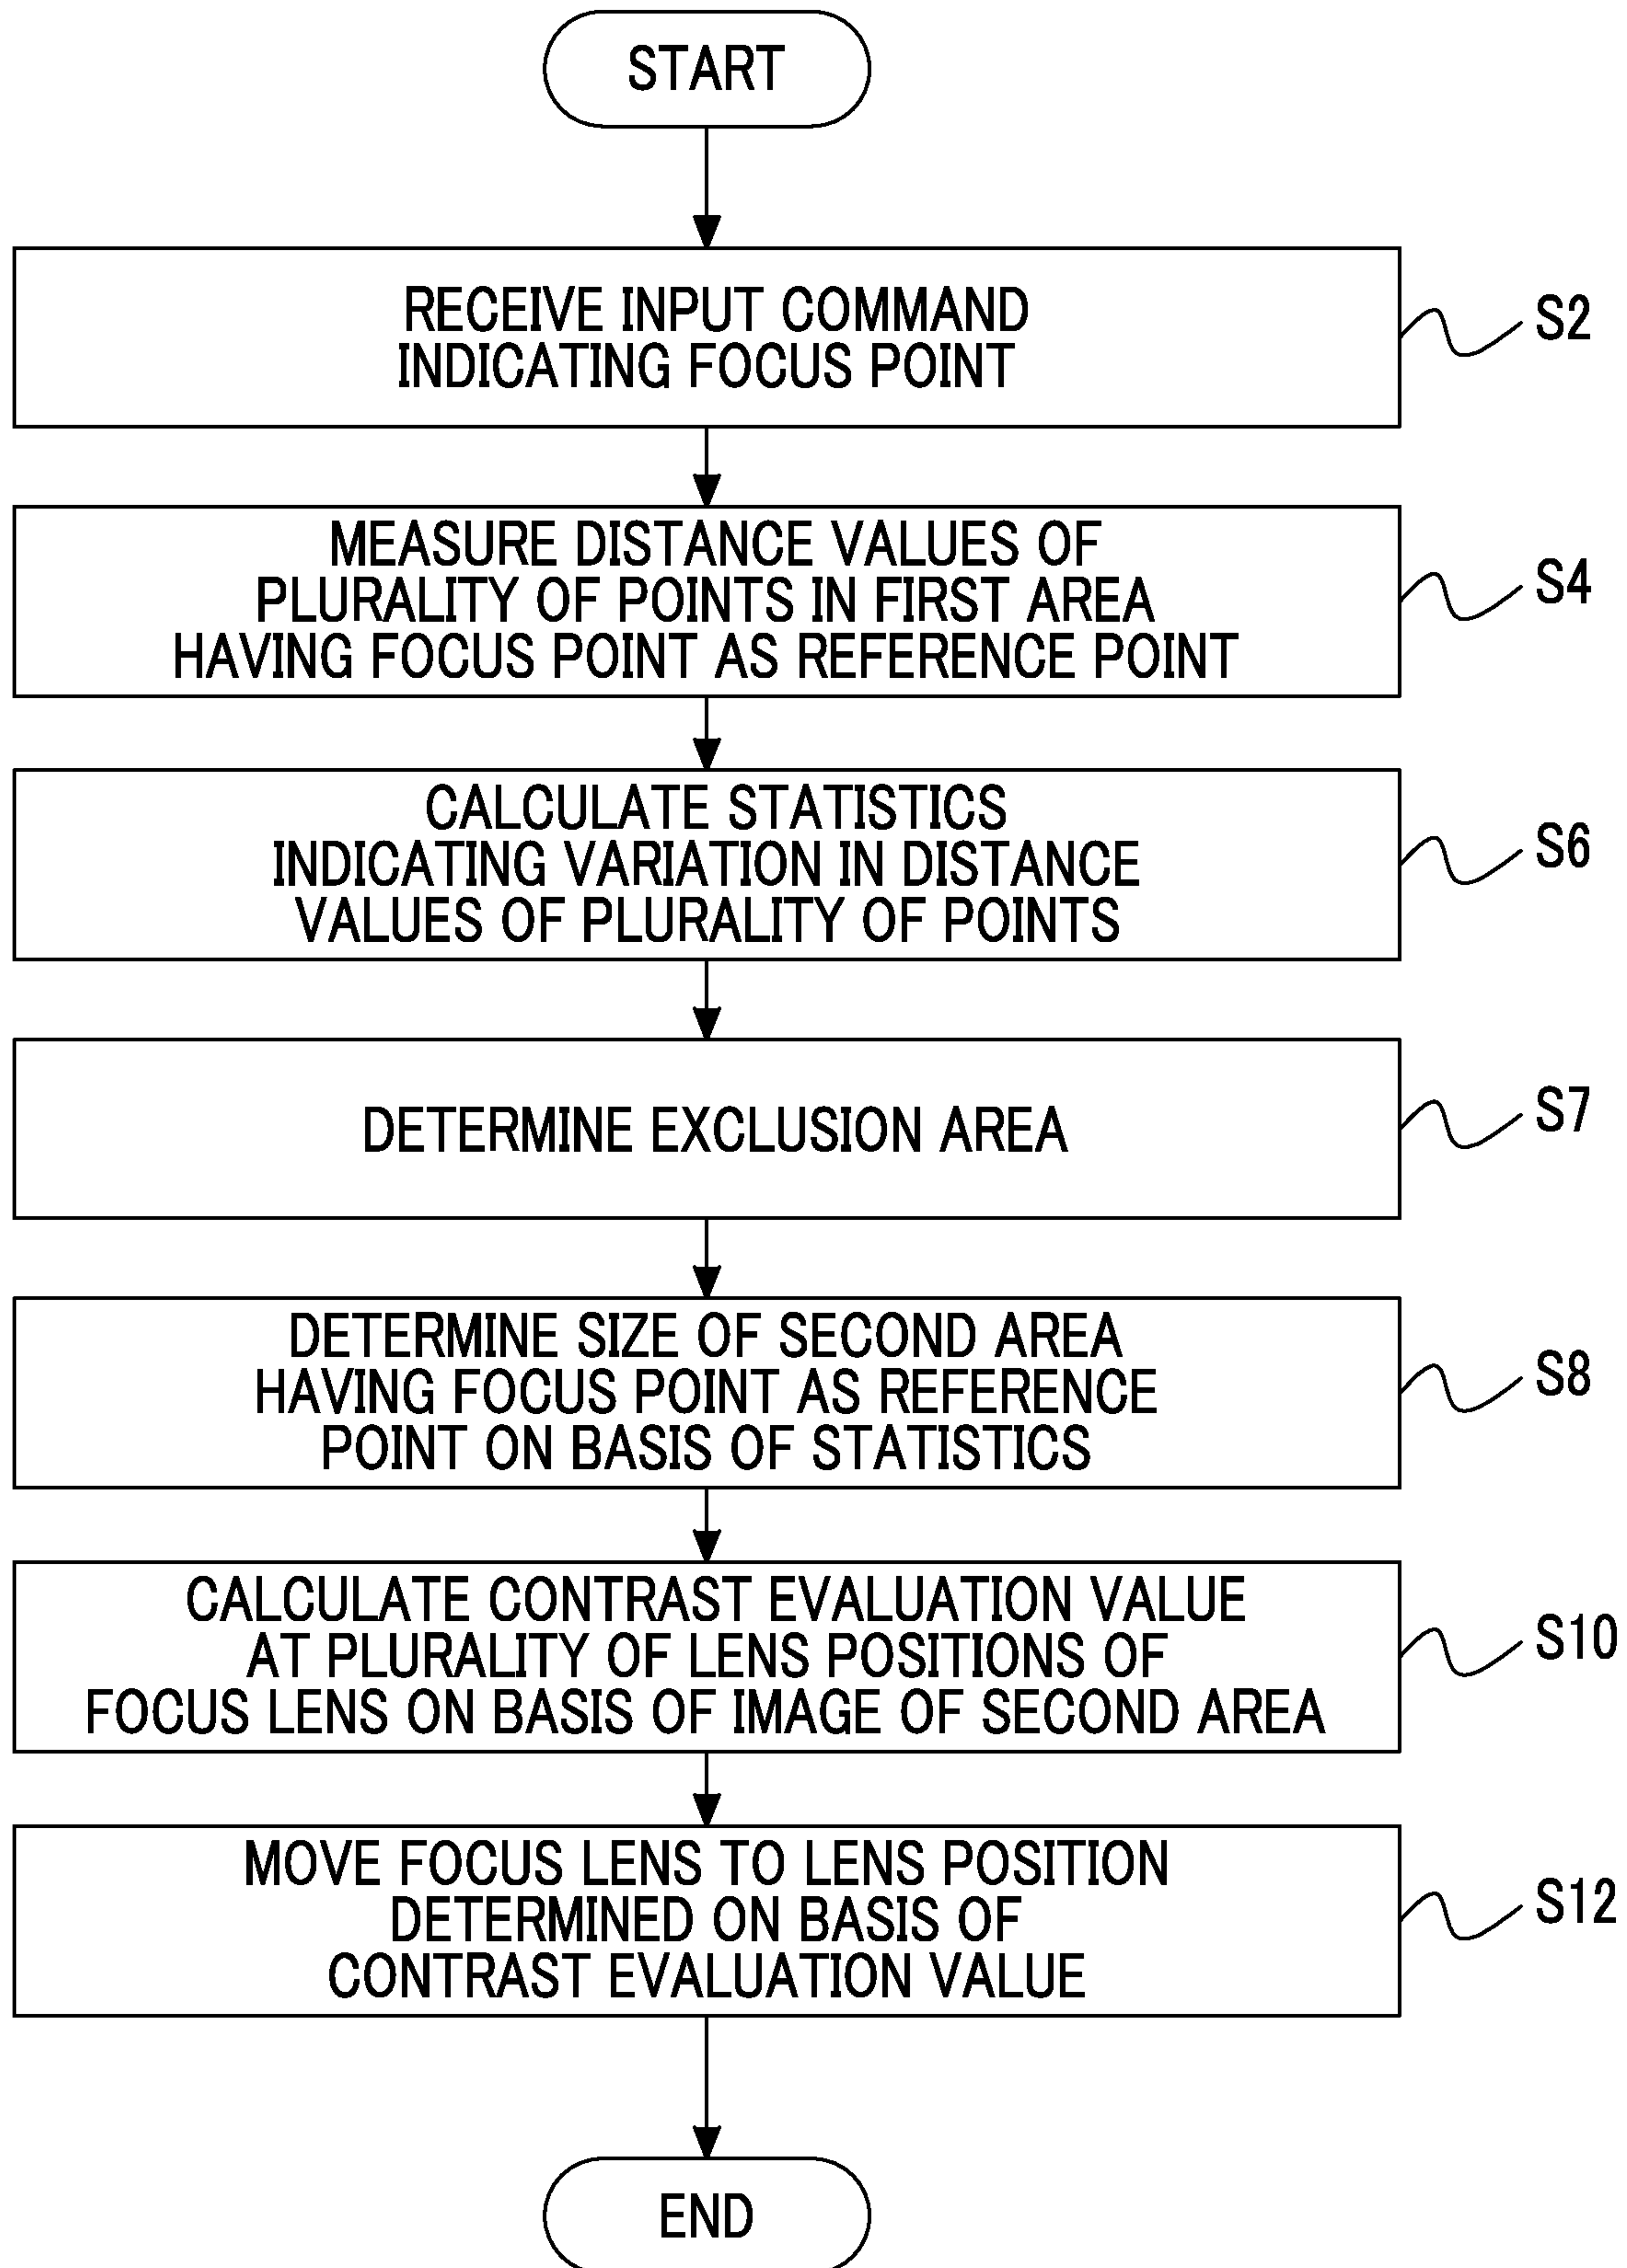 START
RECEIVE INPUT COMMAND
INDICATING FOCUS POINT
S2
MEASURE DISTANCE VALUES OF
PLURALITY OF POINTS IN FIRST AREA
HAVING FOCUS POINT AS REFERENCE POINT
S4
CALCULATE STATISTICS
INDICATING VARIATION IN DISTANCE
VALUES OF PLURALITY OF POINTS
S6
DETERMINE EXCLUSION AREA
S7
DETERMINE SIZE OF SECOND AREA
HAVING FOCUS POINT AS REFERENCE
POINT ON BASIS OF STATISTICS
S8
CALCULATE CONTRAST EVALUATION VALUE
AT PLURALITY OF LENS POSITIONS OF
FOCUS LENS ON BASIS OF IMAGE OF SECOND AREA
S10
MOVE FOCUS LENS TO LENS POSITION
DETERMINED ON BASIS OF
CONTRAST EVALUATION VALUE
S12
END